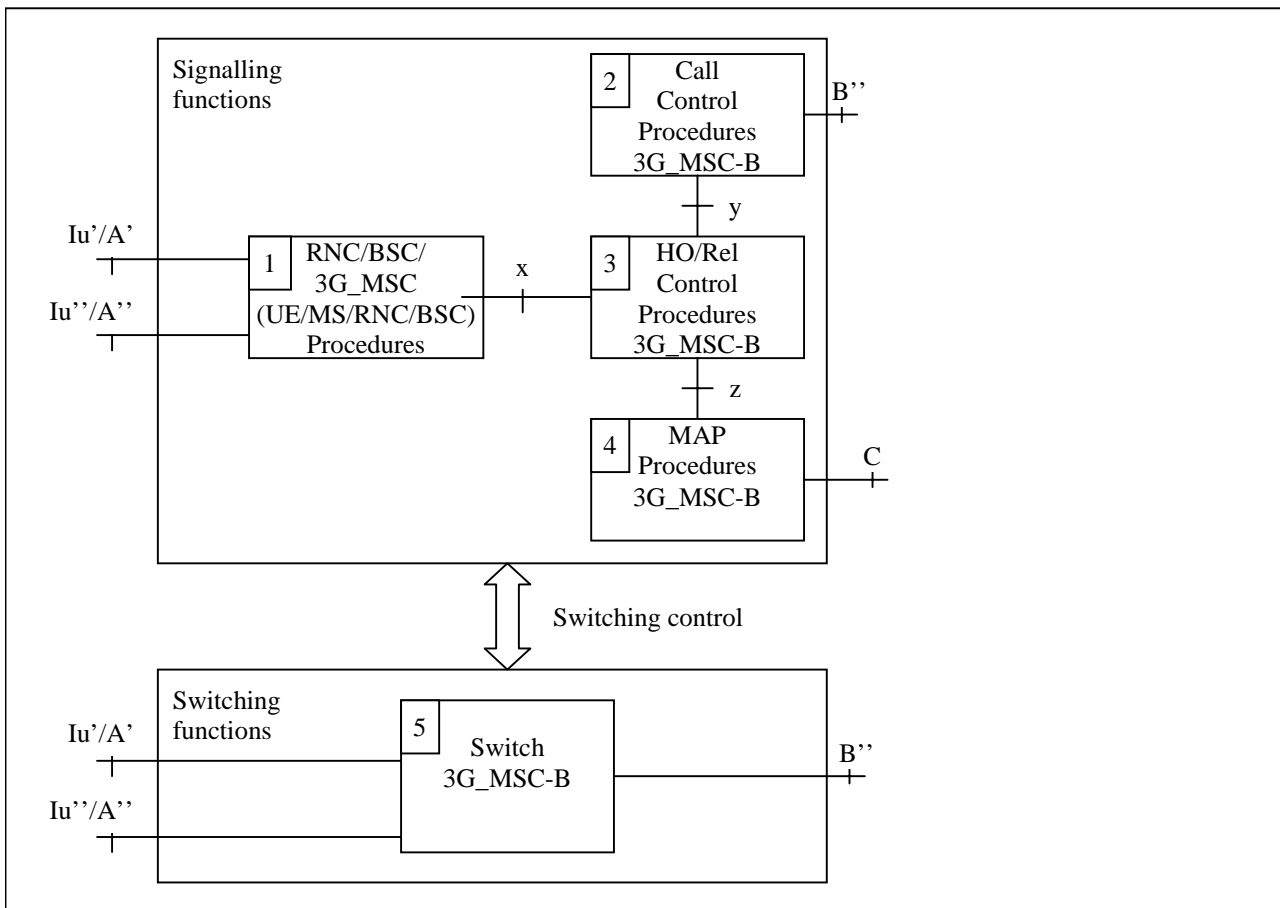 Signalling
functions
2
Call
Control
Procedures
3G_MSC-B
B’’
y
Iu’/A'
Iu’’/A’’
1
RNC/BSC/
3G_MSC
(UE/MS/RNC/BSC)
Procedures
x
3
HO/Rel
Control
Procedures
3G_MSC-B
z
4
MAP
Procedures
3G_MSC-B
C
Switching control
Switching
functions
Iu’/A'
Iu’’/A’’
5
Switch
3G_MSC-B
B’’